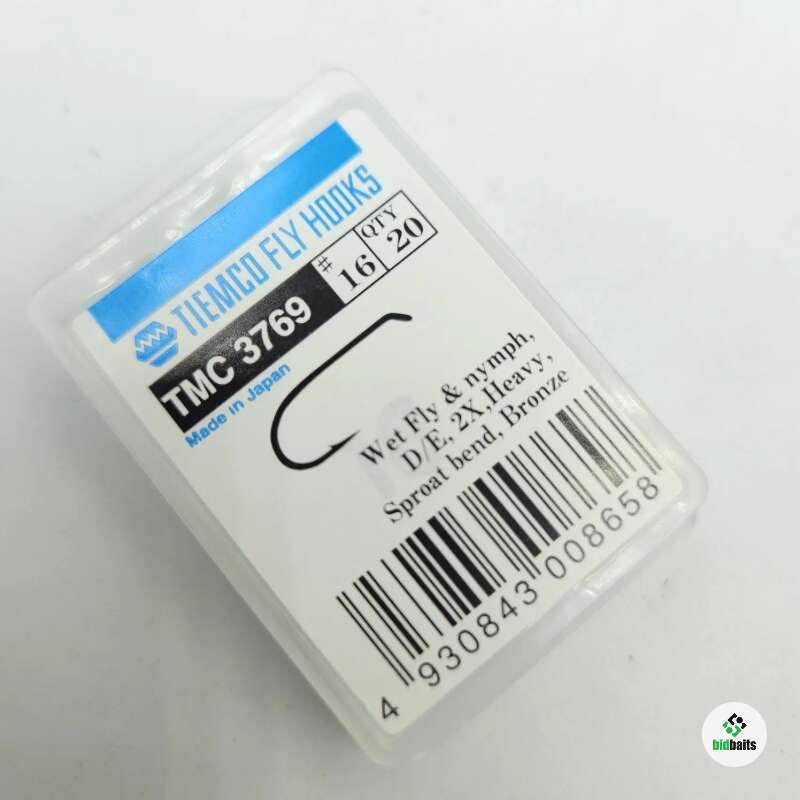 TIEMCO FLY HOOKS
TMC 3769
#
16
QTY
20
Made in Japan
Wet Fly & nymph,
D/E, 2X, Heavy,
Sproat bend, Bronze
4 930843 008658
bidbaits